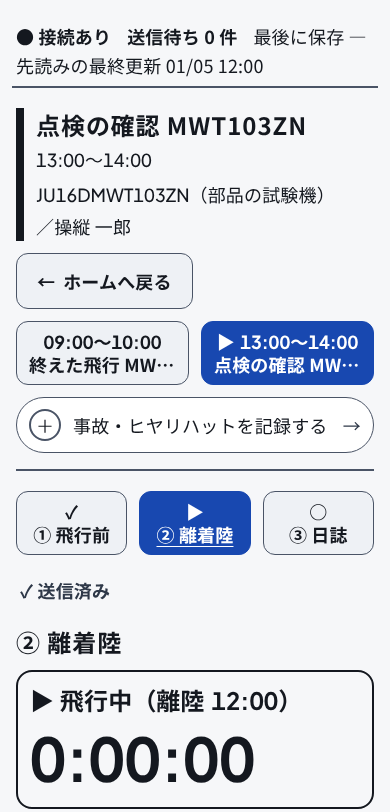 ● 接続あり 送信待ち 0 件 最後に保存 —
先読みの最終更新 01/05 12:00
点検の確認 MWT103ZN
13:00〜14:00
JU16DMWT103ZN（部品の試験機）
／操縦 一郎
← ホームへ戻る
09:00〜10:00
終えた飛行 MW…
▶ 13:00〜14:00
点検の確認 MW…
＋ 事故・ヒヤリハットを記録する →
✓
① 飛行前
▶
② 離着陸
○
③ 日誌
✓ 送信済み
② 離着陸
▶ 飛行中（離陸 12:00）
0:00:00